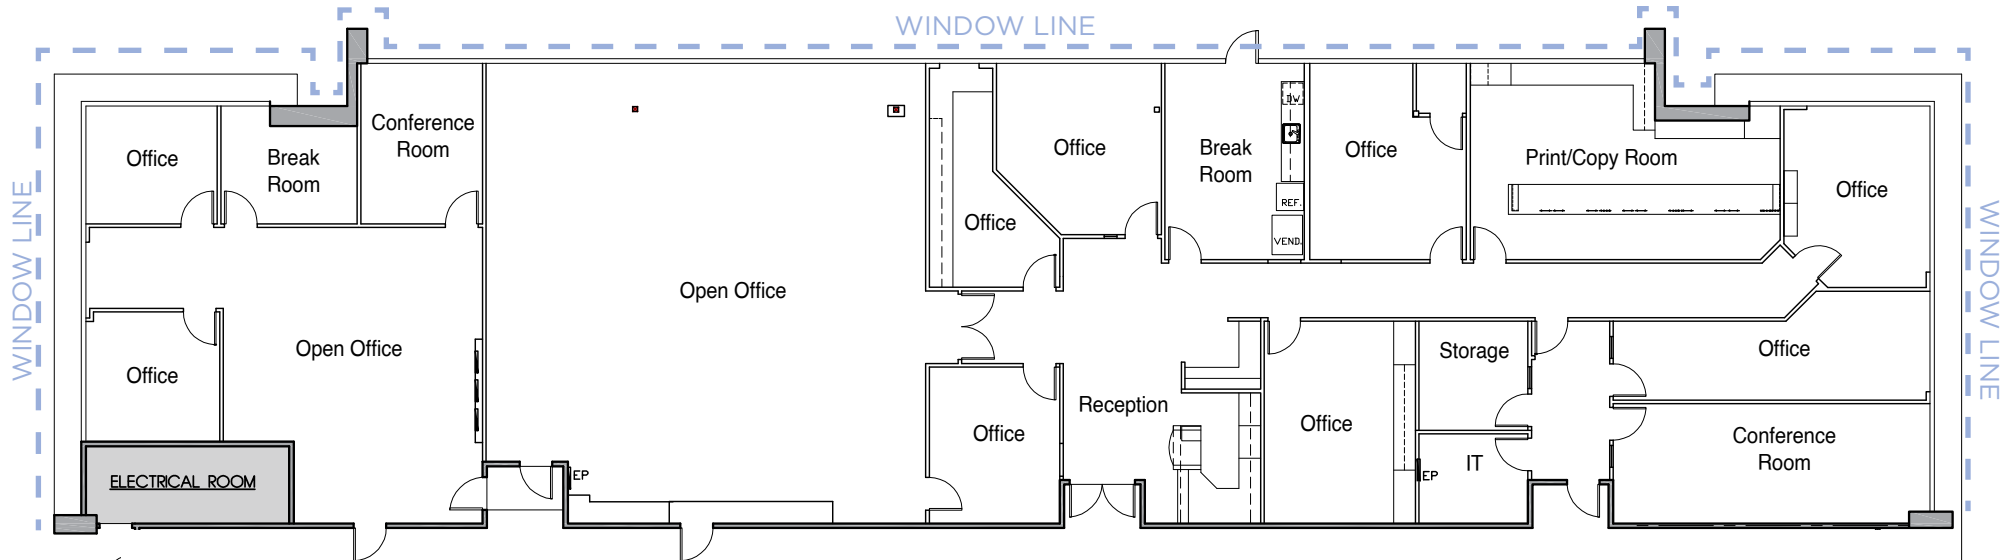 WINDOW LINE
WINDOW LINE
WINDOW LINE
Office
Break
Room
Conference
Room
Open Office
Office
Office
Break
Room
DW
REF.
VEND.
Office
Print/Copy Room
Office
Office
Open Office
ELECTRICAL ROOM
EP
Office
Reception
Office
Storage
IT
EP
Office
Conference
Room